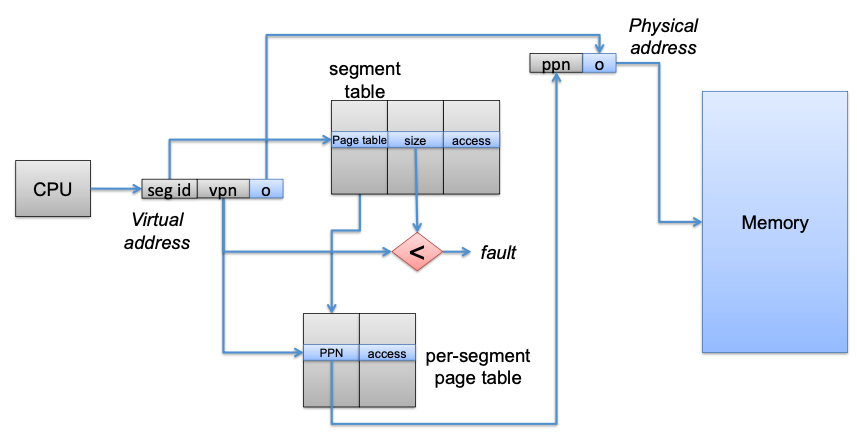 Physical
address
ppn
o
segment
table
Page table
size
access
CPU
seg id
vpn
o
Virtual
address
<
fault
Memory
PPN
access
per-segment
page table